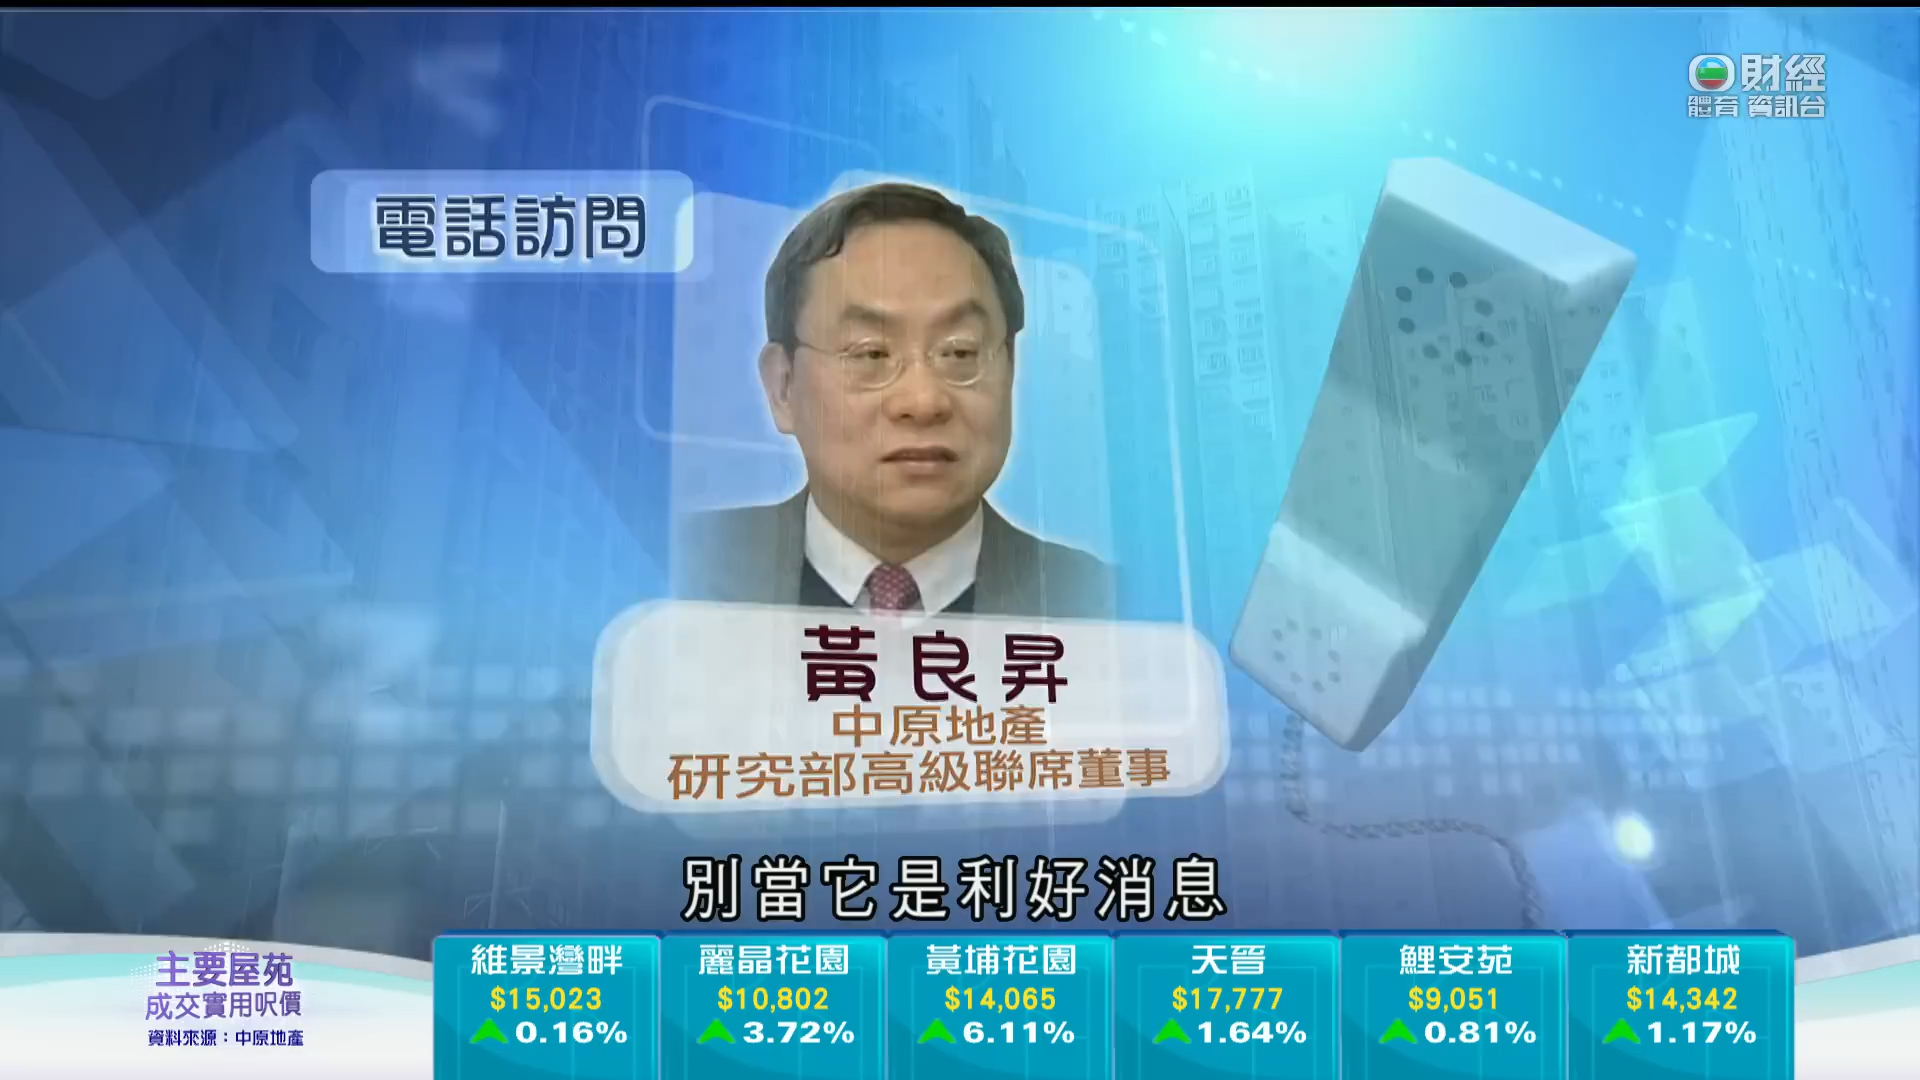 財經
體育 資訊台
電話訪問
黃良昇
中原地產
研究部高級聯席董事
別當它是利好消息
主要屋苑
成交實用呎價
資料來源：中原地產
維景灣畔
$15,023
0.16%
麗晶花園
$10,802
3.72%
黃埔花園
$14,065
6.11%
天晉
$17,777
1.64%
鯉安苑
$9,051
0.81%
新都城
$14,342
1.17%